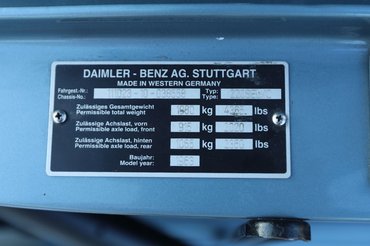 DAIMLER - BENZ AG. STUTTGART
MADE IN WESTERN GERMANY
Fahrgest.-Nr.: Typ:
Chassis-No.: Type:
Zulässiges Gesamtgewicht
Permissible total weight kg lbs
Zulässige Achslast, vorn
Permissible axle load, front kg lbs
Zulässige Achslast, hinten
Permissible axle load, rear kg lbs
Baujahr:
Model year: